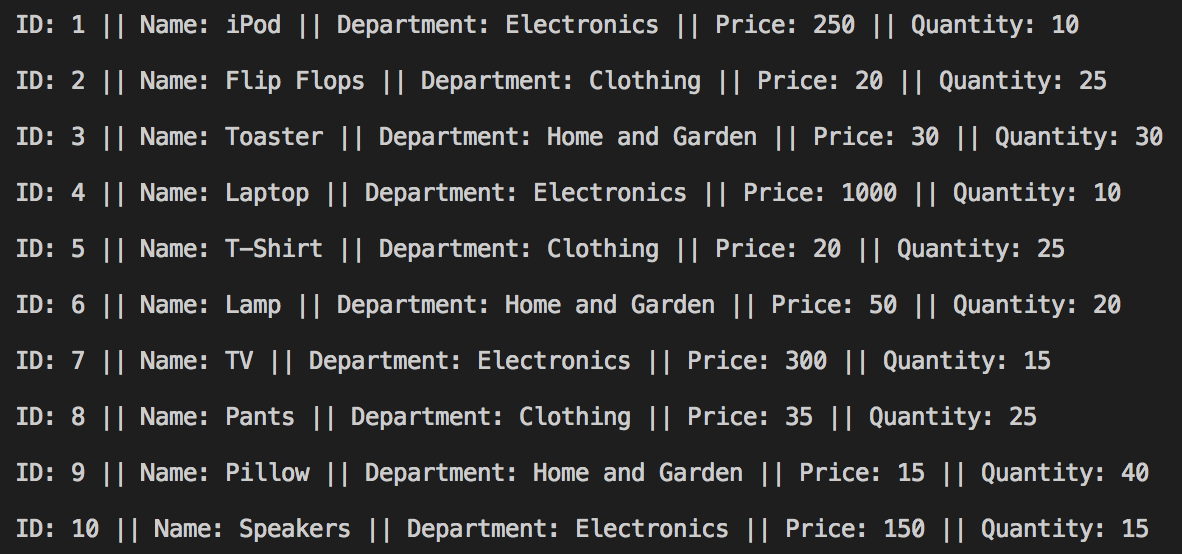 ID: 1 || Name: iPod || Department: Electronics || Price: 250 || Quantity: 10
ID: 2 || Name: Flip Flops || Department: Clothing || Price: 20 || Quantity: 25
ID: 3 || Name: Toaster || Department: Home and Garden || Price: 30 || Quantity: 30
ID: 4 || Name: Laptop || Department: Electronics || Price: 1000 || Quantity: 10
ID: 5 || Name: T-Shirt || Department: Clothing || Price: 20 || Quantity: 25
ID: 6 || Name: Lamp || Department: Home and Garden || Price: 50 || Quantity: 20
ID: 7 || Name: TV || Department: Electronics || Price: 300 || Quantity: 15
ID: 8 || Name: Pants || Department: Clothing || Price: 35 || Quantity: 25
ID: 9 || Name: Pillow || Department: Home and Garden || Price: 15 || Quantity: 40
ID: 10 || Name: Speakers || Department: Electronics || Price: 150 || Quantity: 15